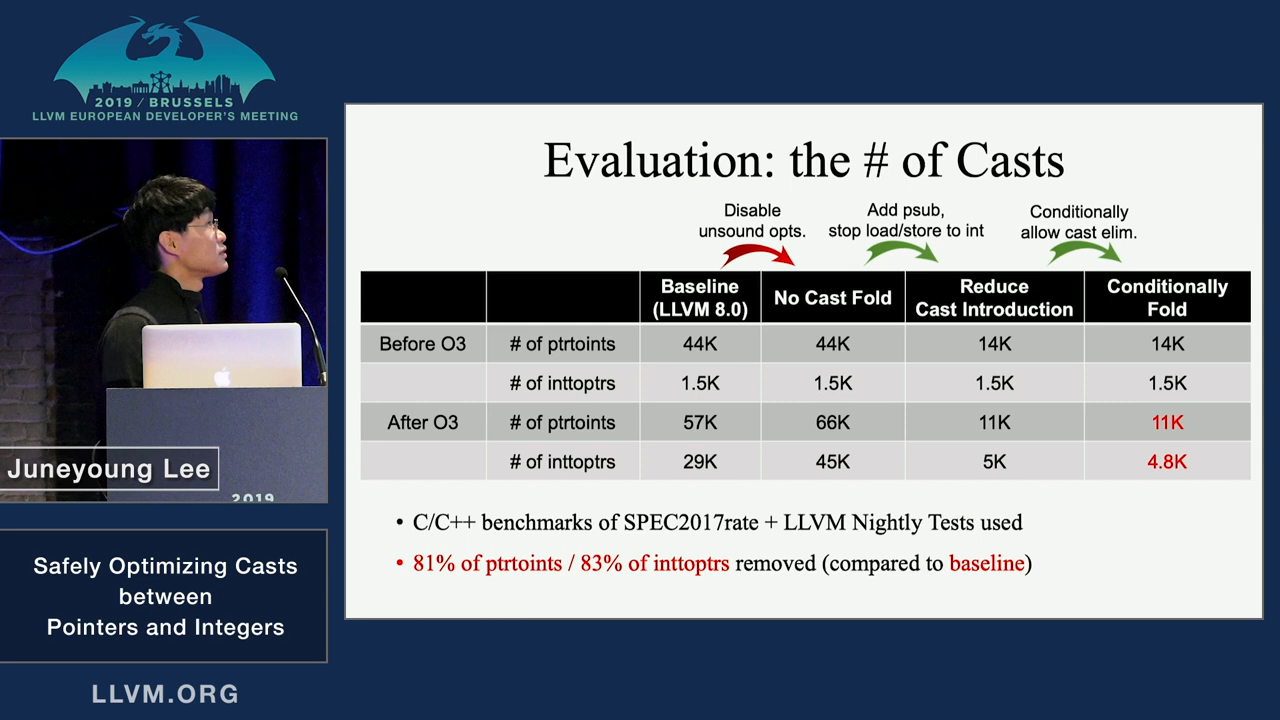 2019 / BRUSSELS
LLVM EUROPEAN DEVELOPER'S MEETING
Juneyoung Lee
2019
Safely Optimizing Casts
between
Pointers and Integers
LLVM.ORG
Evaluation: the # of Casts
Disable
unsound opts.
Add psub,
stop load/store to int
Conditionally
allow cast elim.
Baseline
(LLVM 8.0)
No Cast Fold
Reduce
Cast Introduction
Conditionally
Fold
Before O3 # of ptrtoints 44K 44K 14K 14K
# of inttoptrs 1.5K 1.5K 1.5K 1.5K
After O3 # of ptrtoints 57K 66K 11K 11K
# of inttoptrs 29K 45K 5K 4.8K
• C/C++ benchmarks of SPEC2017rate + LLVM Nightly Tests used
• 81% of ptrtoints / 83% of inttoptrs removed (compared to baseline)